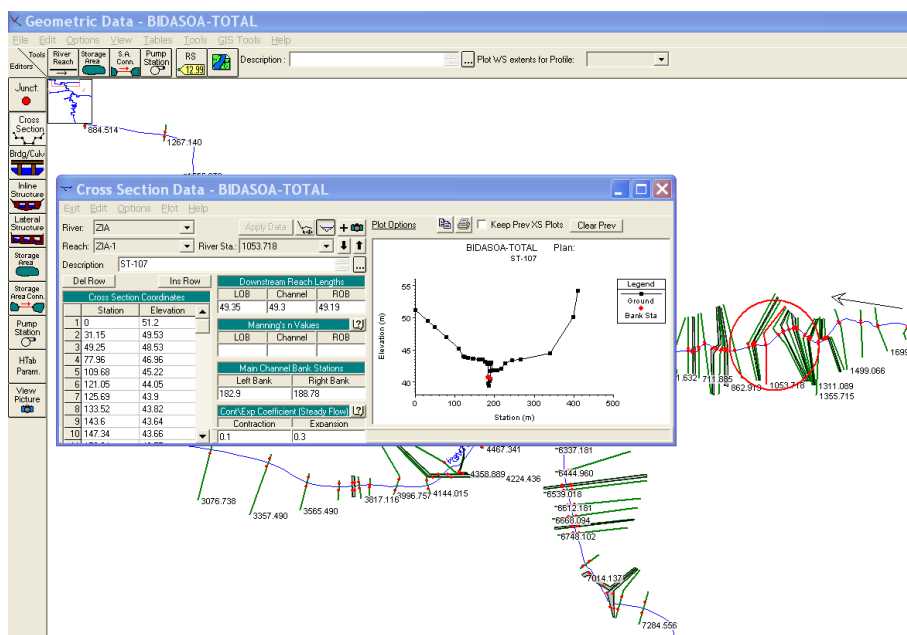 Geometric Data - BIDASOA-TOTAL
File Edit Options View Tables Tools GIS Tools Help
Tools
Editors
River Reach
Storage Area
S.A. Conn.
Pump Station
RS
12.99
Description :
...
Plot WS extents for Profile:
Junct.
Cross Section
Brdg/Culv
Inline Structure
Lateral Structure
Storage Area
Storage Area Conn.
Pump Station
HTab Param.
View Picture
884.514
1267.140
Cross Section Data - BIDASOA-TOTAL
Exit Edit Options Plot Help
River: ZIA
Apply Data
Plot Options
Keep Prev XS Plots
Clear Prev
Reach: ZIA-1
River Sta.: 1053.718
Description ST-107
...
Del Row
Ins Row
Cross Section Coordinates
Station Elevation
1 0 51.2
2 31.15 49.53
3 49.25 48.53
4 77.96 46.96
5 109.68 45.22
6 121.05 44.05
7 125.69 43.9
8 133.52 43.82
9 143.6 43.64
10 147.34 43.66
Downstream Reach Lengths
LOB Channel ROB
49.35 49.3 49.19
Manning's n Values
LOB Channel ROB
Main Channel Bank Stations
Left Bank Right Bank
182.9 188.78
Cont\Exp Coefficient (Steady Flow)
Contraction Expansion
0.1 0.3
BIDASOA-TOTAL Plan:
ST-107
Legend
Ground
Bank Sta
Elevation (m)
55
50
45
40
0 100 200 300 400 500
Station (m)
711.885
862.919
1053.718
1311.089
1355.715
1499.066
3076.738
3357.490
3565.490
3817.116
3996.757
4144.015
4358.889
4467.341
4224.436
6337.181
6444.960
6539.018
6612.181
6668.094
6748.102
7014.137
7284.556